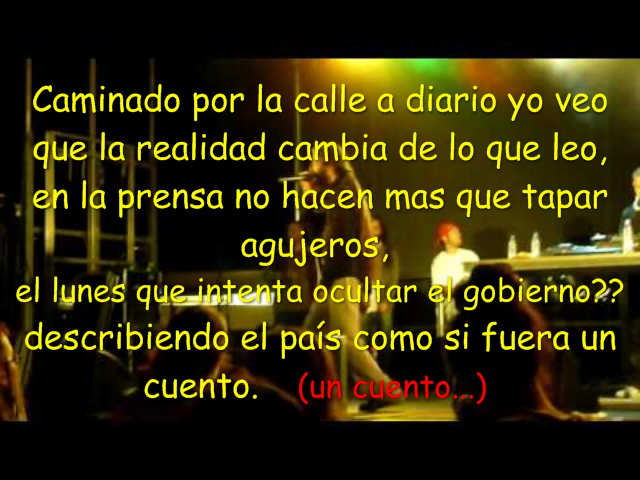 Caminado por la calle a diario yo veo
que la realidad cambia de lo que leo,
en la prensa no hacen mas que tapar
agujeros,
el lunes que intenta ocultar el gobierno??
describiendo el país como si fuera un
cuento. (un cuento...)